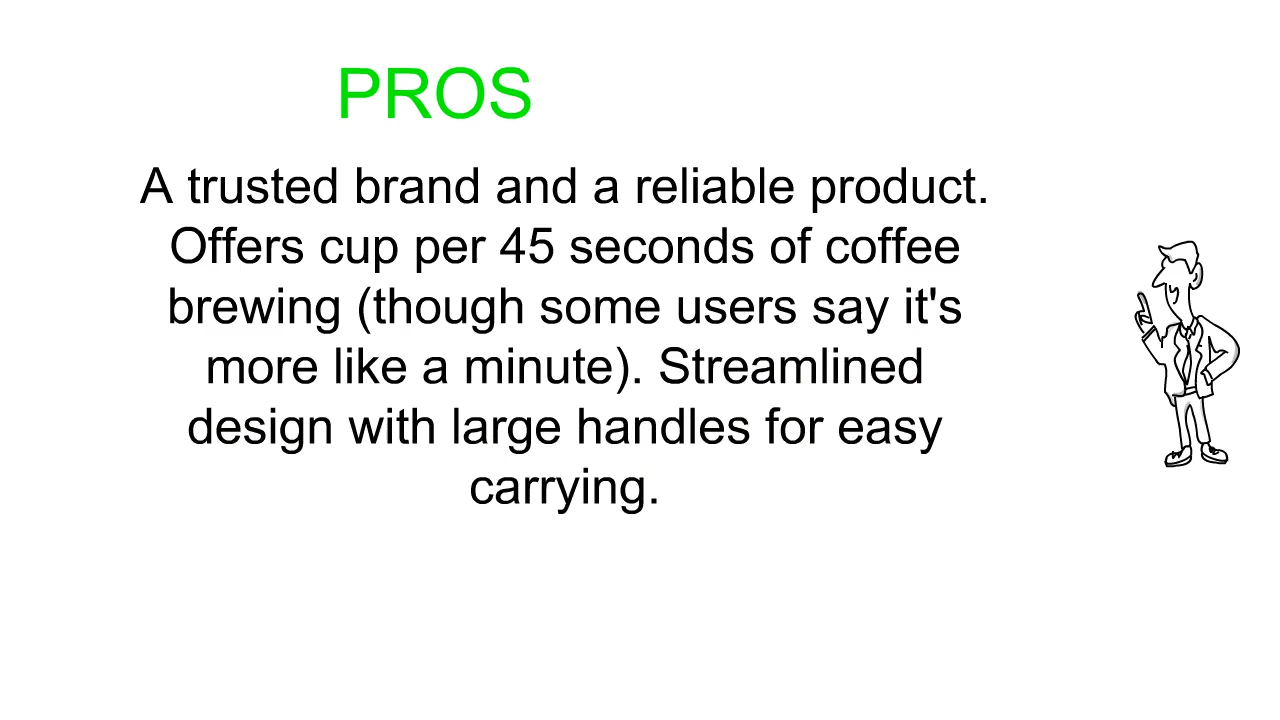 PROS
A trusted brand and a reliable product.
Offers cup per 45 seconds of coffee
brewing (though some users say it's
more like a minute). Streamlined
design with large handles for easy
carrying.